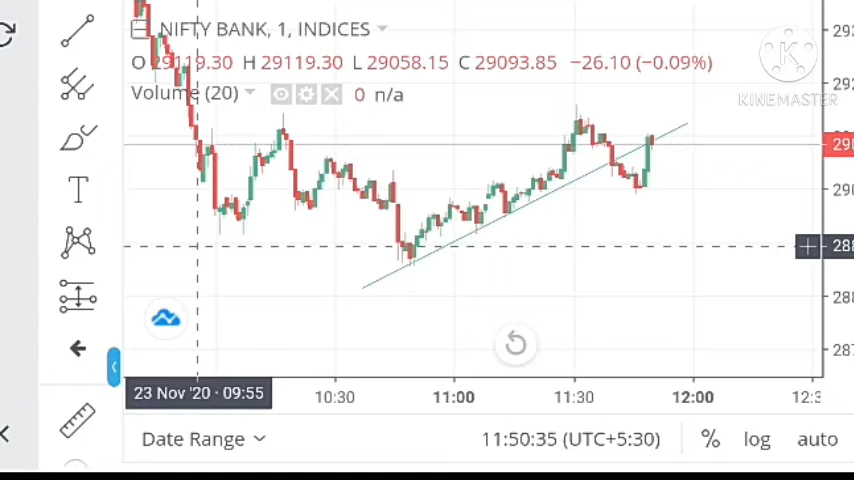 NIFTY BANK, 1, INDICES
O 29119.30 H 29119.30 L 29058.15 C 29093.85 −26.10 (−0.09%)
Volume (20) 0 n/a
KINEMASTER
T
23 Nov '20 · 09:55 10:30 11:00 11:30 12:00
Date Range 11:50:35 (UTC+5:30) % log auto